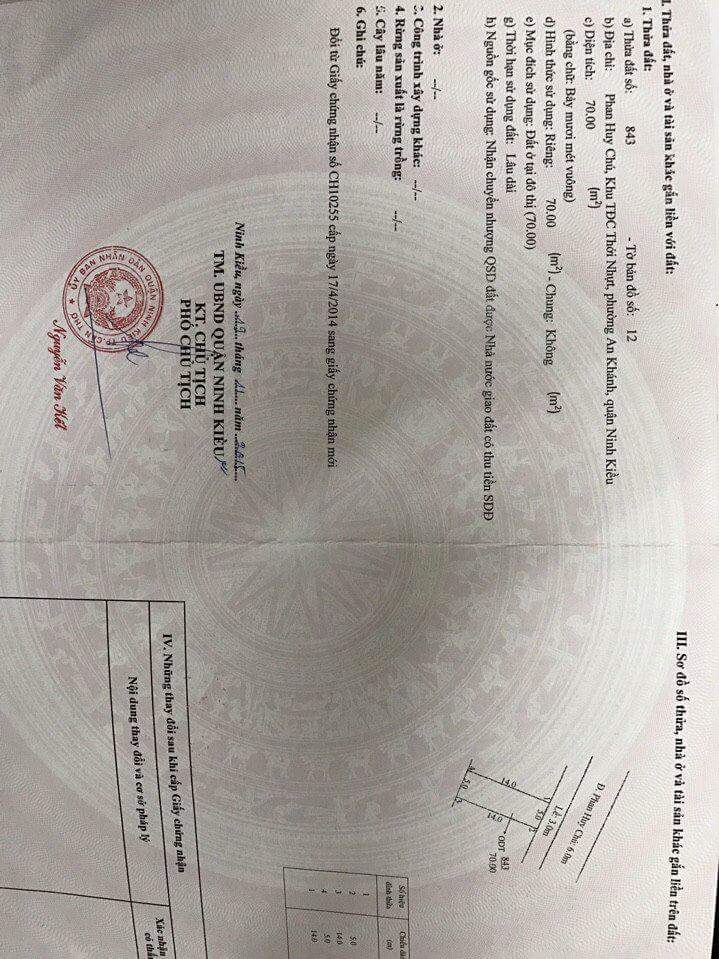 II. Thửa đất, nhà ở và tài sản khác gắn liền với đất:
1. Thửa đất:
a) Thửa đất số: 843 - Tờ bản đồ số: 12
b) Địa chỉ: Phan Huy Chú, Khu TĐC Thới Nhựt, phường An Khánh, quận Ninh Kiều
c) Diện tích: 70.00 (m²)
(bằng chữ: Bảy mươi mét vuông)
d) Hình thức sử dụng: Riêng: 70.00 (m²) - Chung: Không (m²)
e) Mục đích sử dụng: Đất ở tại đô thị (70.00)
g) Thời hạn sử dụng đất: Lâu dài
h) Nguồn gốc sử dụng: Nhận chuyển nhượng QSD đất được Nhà nước giao đất có thu tiền SDĐ
2. Nhà ở: --/--
3. Công trình xây dựng khác: --/--
4. Rừng sản xuất là rừng trồng: --/--
5. Cây lâu năm: --/--
6. Ghi chú:
Đổi từ Giấy chứng nhận số CH10255 cấp ngày 17/4/2014 sang giấy chứng nhận mới
Ninh Kiều, ngày 19 tháng 11 năm 2015
TM. UBND QUẬN NINH KIỀU
KT. CHỦ TỊCH
PHÓ CHỦ TỊCH
ỦY BAN NHÂN DÂN QUẬN NINH KIỀU
TP. CẦN THƠ
Nguyễn Văn Kết
III. Sơ đồ số thửa, nhà ở và tài sản khác gắn liền trên đất:
Đ. Phan Huy Chú: 6.0m
Lề 3.0m
5.0
14.0
14.0
5.0
ODT 843
70.00
Số hiệu đỉnh thửa
(m)
1
2 5.0
3 14.0
4 5.0
1 14.0
IV. Những thay đổi sau khi cấp Giấy chứng nhận
Nội dung thay đổi và cơ sở pháp lý
Xác nhận